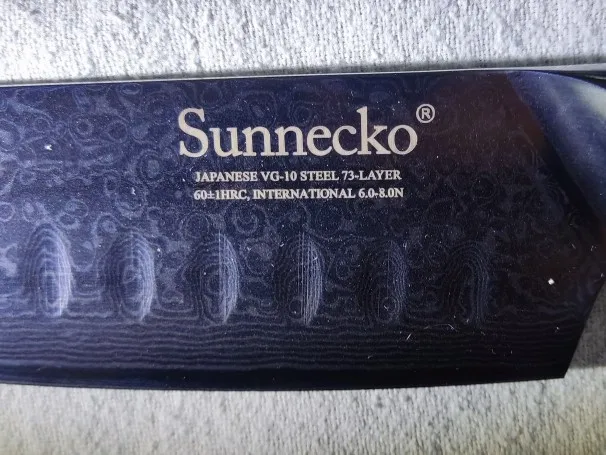 Sunnecko®
JAPANESE VG-10 STEEL 73-LAYER
60±1HRC, INTERNATIONAL 6.0-8.0N